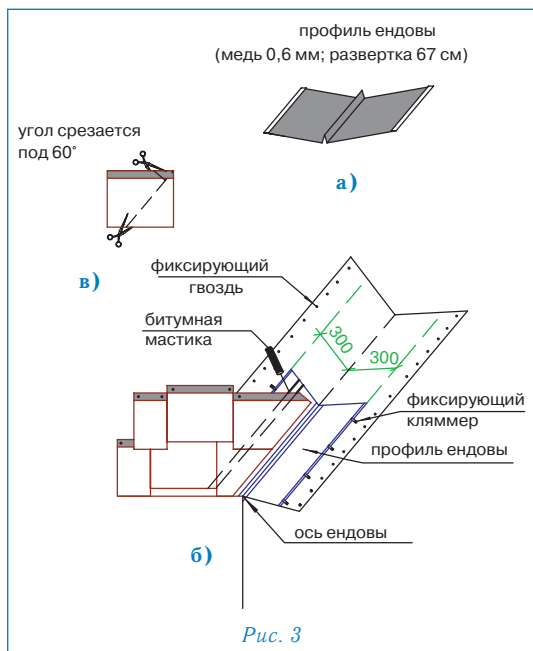 профиль ендовы
(медь 0,6 мм; развертка 67 см)
а)
угол срезается
под 60˚
в)
фиксирующий
гвоздь
битумная
мастика
300
300
фиксирующий
кляммер
профиль ендовы
ось ендовы
б)
Рис. 3